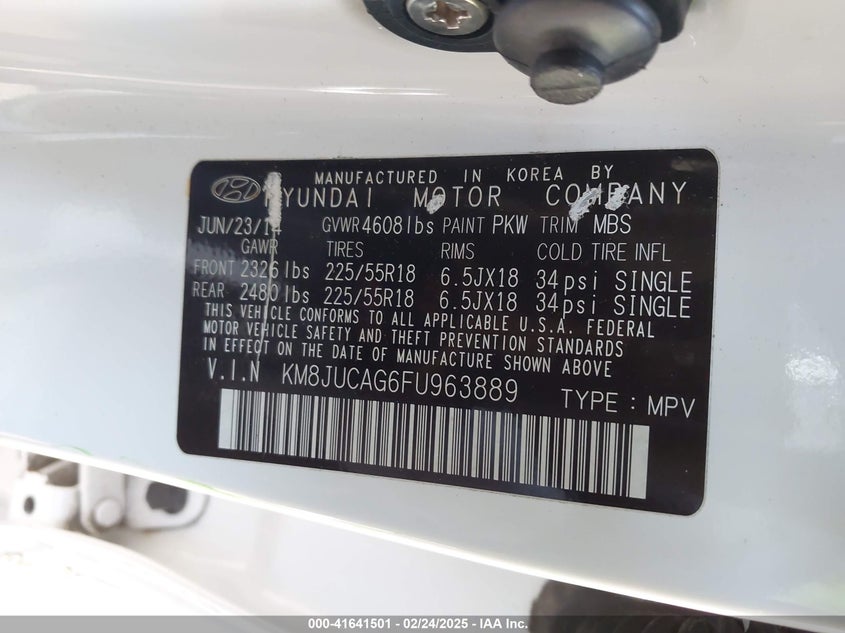 MANUFACTURED IN KOREA BY
HYUNDAI MOTOR COMPANY
JUN/23/14 GVWR 4608lbs PAINT PKW TRIM MBS
GAWR TIRES RIMS COLD TIRE INFL
FRONT 2326lbs 225/55R18 6.5JX18 34psi SINGLE
REAR 2480lbs 225/55R18 6.5JX18 34psi SINGLE
THIS VEHICLE CONFORMS TO ALL APPLICABLE U.S.A. FEDERAL
MOTOR VEHICLE SAFETY AND THEFT PREVENTION STANDARDS
IN EFFECT ON THE DATE OF MANUFACTURE SHOWN ABOVE
V.I.N KM8JUCAG6FU963889 TYPE : MPV
000-41641501 - 02/24/2025 - IAA Inc.